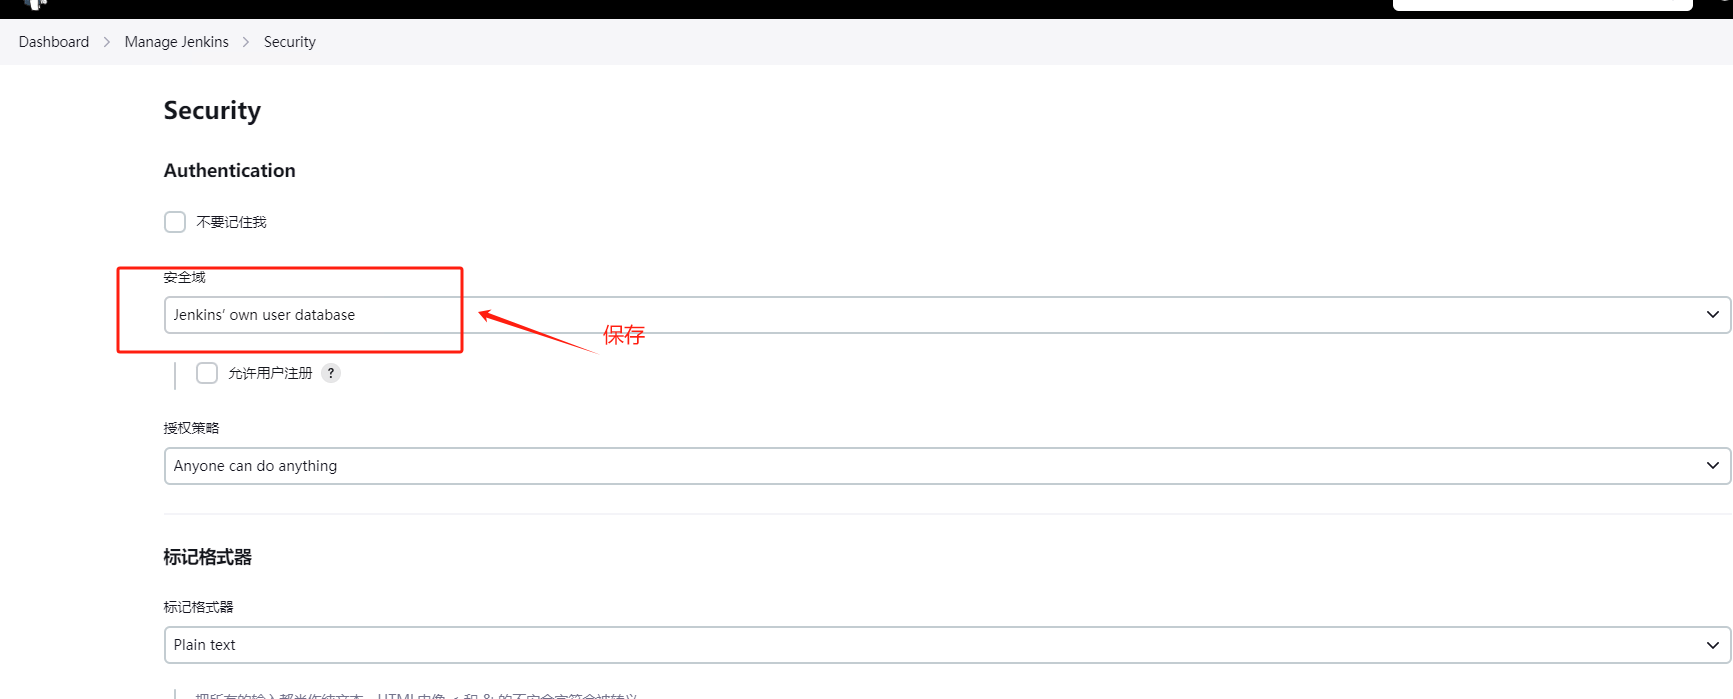 Dashboard > Manage Jenkins > Security
Security
Authentication
不要记住我
安全域
Jenkins’ own user database
保存
允许用户注册 ?
授权策略
Anyone can do anything
标记格式器
标记格式器
Plain text